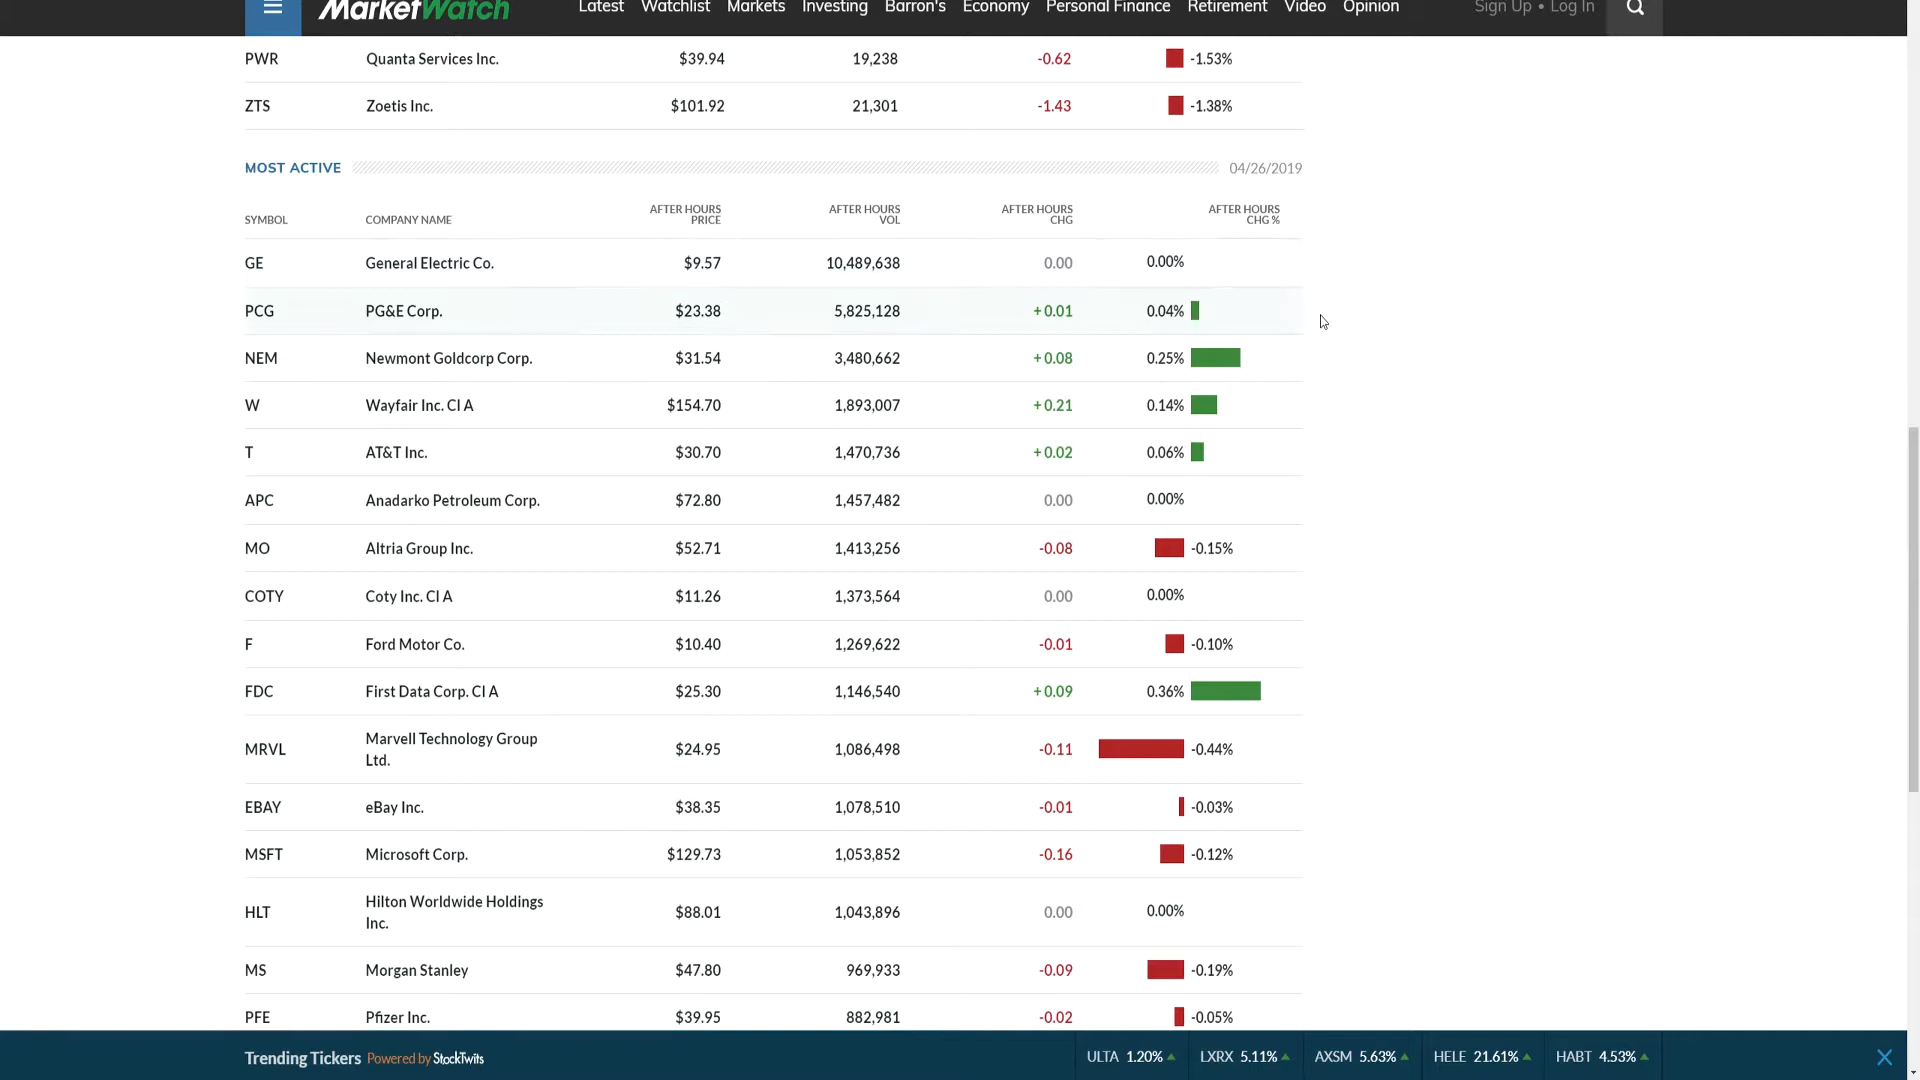 MarketWatch Latest Watchlist Markets Investing Barron's Economy Personal Finance Retirement Video Opinion Sign Up • Log In
PWR Quanta Services Inc. $39.94 19,238 -0.62 -1.53%
ZTS Zoetis Inc. $101.92 21,301 -1.43 -1.38%
MOST ACTIVE 04/26/2019
SYMBOL COMPANY NAME AFTER HOURS PRICE AFTER HOURS VOL AFTER HOURS CHG AFTER HOURS CHG %
GE General Electric Co. $9.57 10,489,638 0.00 0.00%
PCG PG&E Corp. $23.38 5,825,128 +0.01 0.04%
NEM Newmont Goldcorp Corp. $31.54 3,480,662 +0.08 0.25%
W Wayfair Inc. Cl A $154.70 1,893,007 +0.21 0.14%
T AT&T Inc. $30.70 1,470,736 +0.02 0.06%
APC Anadarko Petroleum Corp. $72.80 1,457,482 0.00 0.00%
MO Altria Group Inc. $52.71 1,413,256 -0.08 -0.15%
COTY Coty Inc. Cl A $11.26 1,373,564 0.00 0.00%
F Ford Motor Co. $10.40 1,269,622 -0.01 -0.10%
FDC First Data Corp. Cl A $25.30 1,146,540 +0.09 0.36%
MRVL Marvell Technology Group Ltd. $24.95 1,086,498 -0.11 -0.44%
EBAY eBay Inc. $38.35 1,078,510 -0.01 -0.03%
MSFT Microsoft Corp. $129.73 1,053,852 -0.16 -0.12%
HLT Hilton Worldwide Holdings Inc. $88.01 1,043,896 0.00 0.00%
MS Morgan Stanley $47.80 969,933 -0.09 -0.19%
PFE Pfizer Inc. $39.95 882,981 -0.02 -0.05%
Trending Tickers Powered by StockTwits ULTA 1.20% LXRX 5.11% AXSM 5.63% HELE 21.61% HABT 4.53%